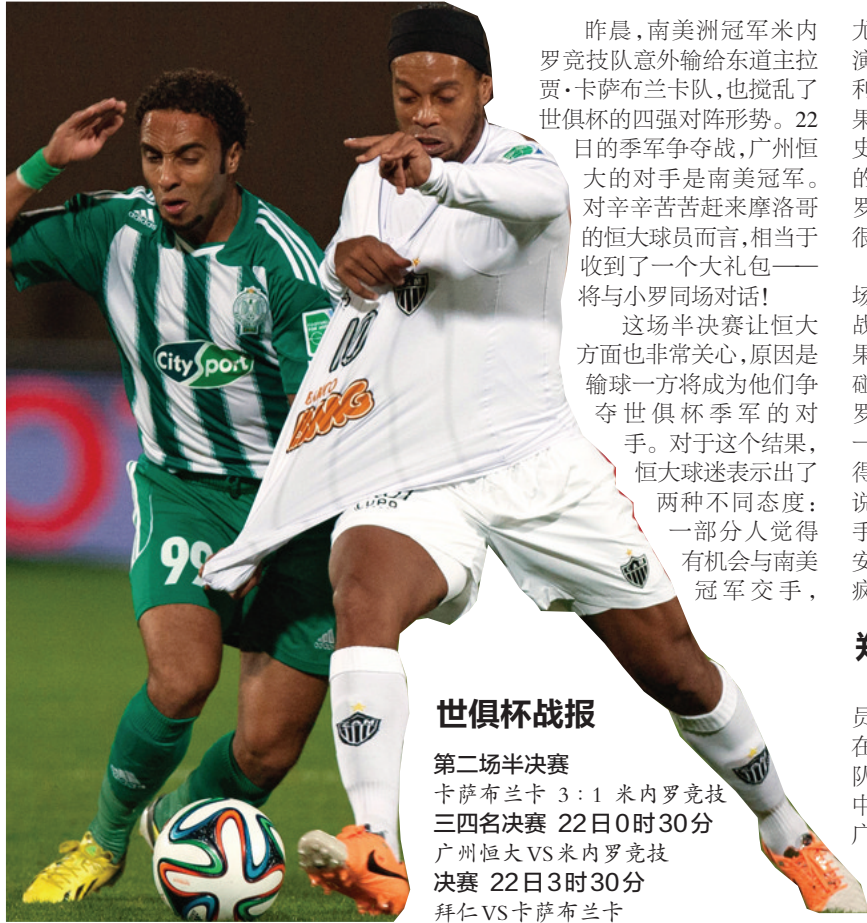 昨晨,南美洲冠军米内
罗竞技队意外输给东道主拉
贾·卡萨布兰卡队,也搅乱了
世俱杯的四强对阵形势。22
日的季军争夺战,广州恒
大的对手是南美冠军。
对辛辛苦苦赶来摩洛哥
的恒大球员而言,相当于
收到了一个大礼包——
将与小罗同场对话!
这场半决赛让恒大
方面也非常关心,原因是
输球一方将成为他们争
夺世俱杯季军的对
手。对于这个结果,
恒大球迷表示出了
两种不同态度:
一部分人觉得
有机会与南美
冠军交手,
世俱杯战报
第二场半决赛
卡萨布兰卡 3:1 米内罗竞技
三四名决赛 22日0时30分
广州恒大VS米内罗竞技
决赛 22日3时30分
拜仁VS卡萨布兰卡
CitySport
99
adidas
10
BANCO
BMG